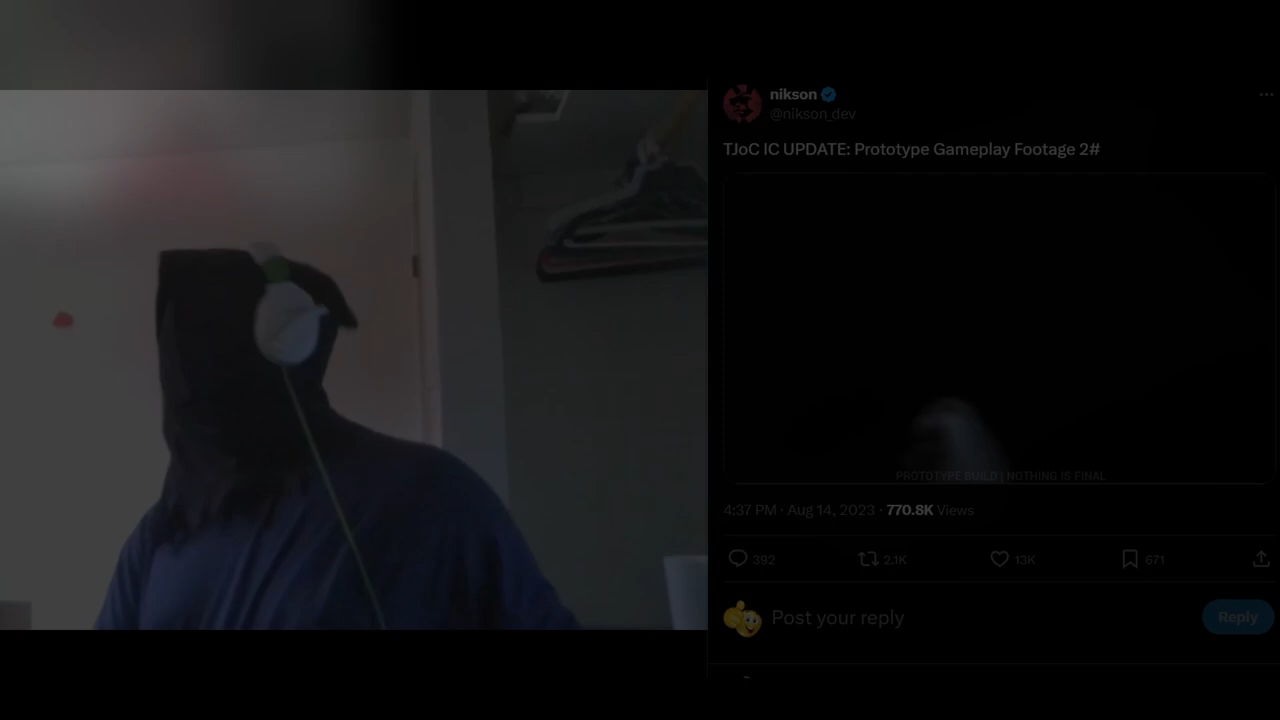 nikson
@nikson_dev
TJoC IC UPDATE: Prototype Gameplay Footage 2#
PROTOTYPE BUILD | NOTHING IS FINAL
4:37 PM · Aug 14, 2023 · 770.8K Views
392 2.1K 13K 671
Post your reply
Reply